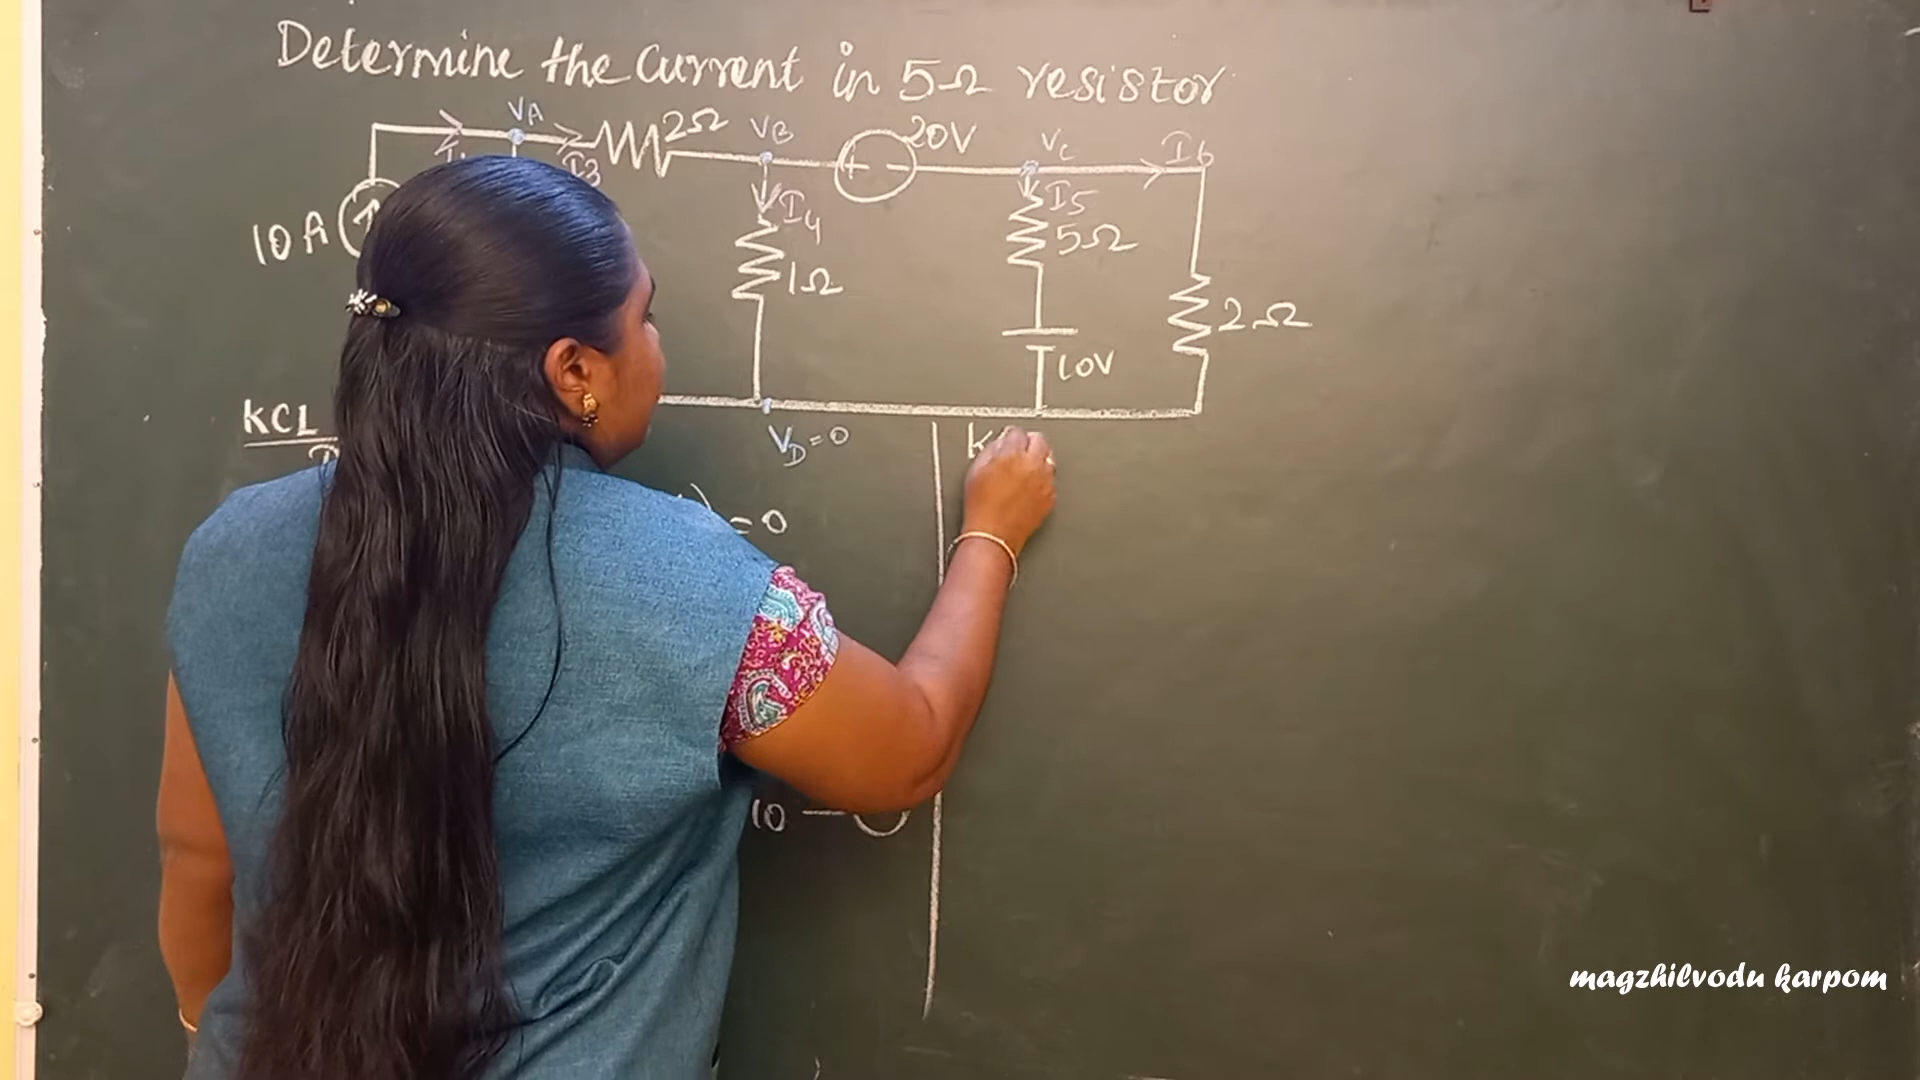 Determine the Current in 5Ω resistor
VA 2Ω VB 20V VC I6
I3
10A I4 1Ω I5 5Ω
2Ω
10V
KCL
VD=0
=0
10 —
magzhilvodu karpom